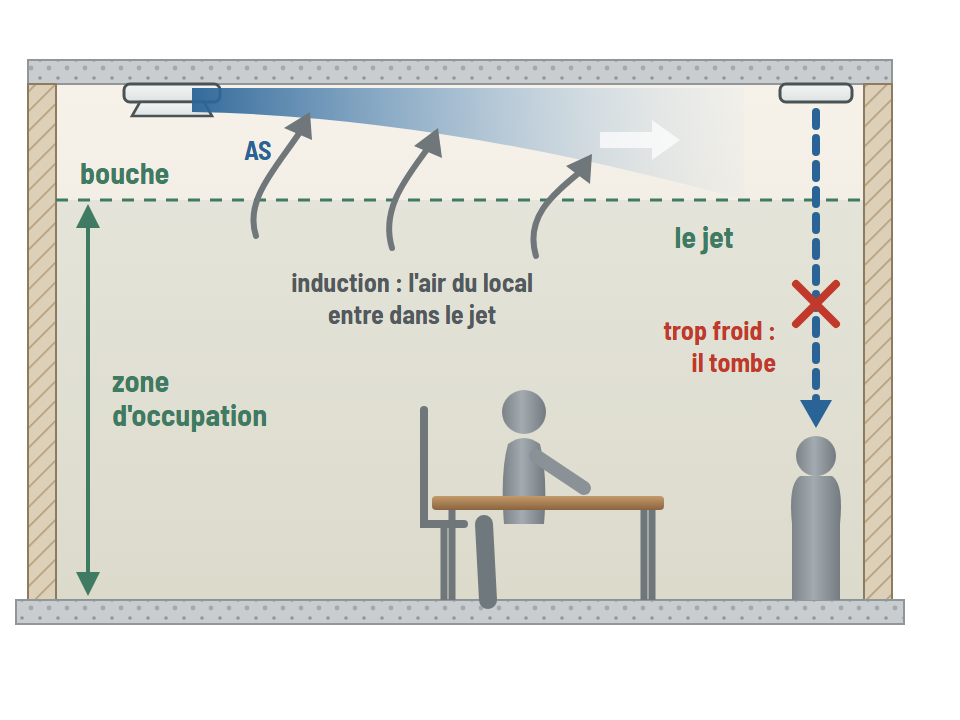 AS
bouche
le jet
induction : l'air du local
entre dans le jet
trop froid :
il tombe
zone
d'occupation